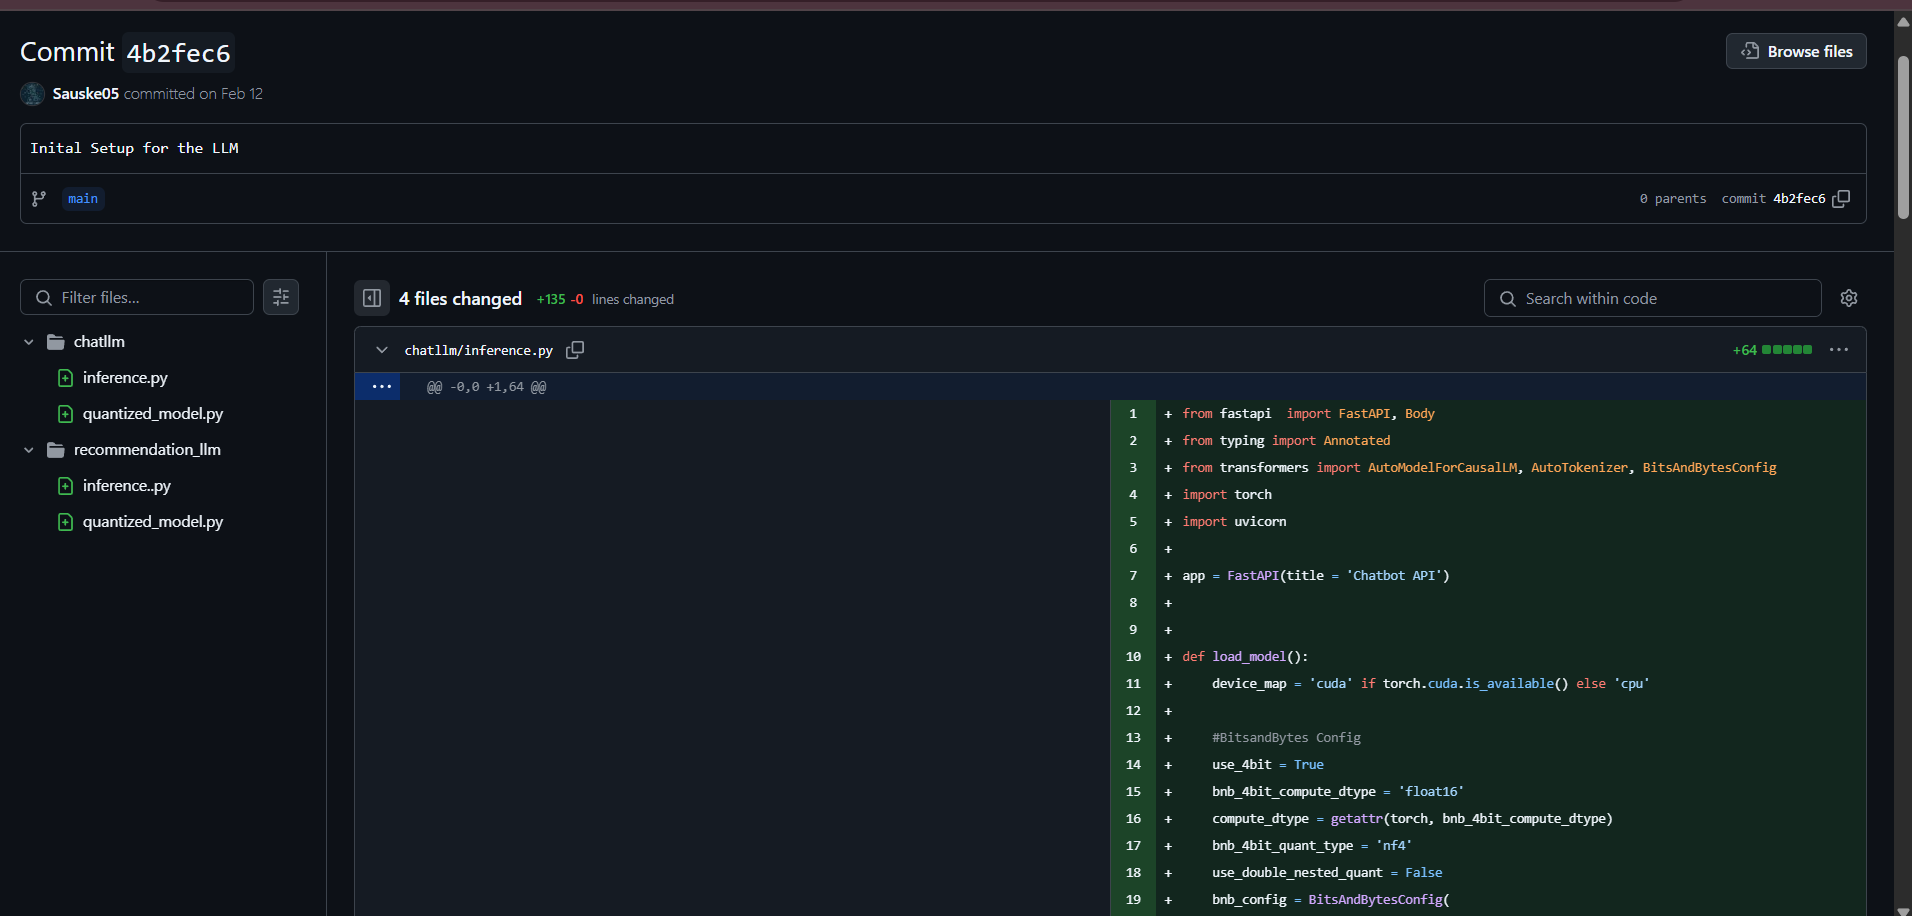 Commit 4b2fec6
Browse files
Sauske05 committed on Feb 12
Inital Setup for the LLM
main
0 parents commit 4b2fec6
Filter files...
chatllm
inference.py
quantized_model.py
recommendation_llm
inference..py
quantized_model.py
4 files changed +135 -0 lines changed
Search within code
chatllm/inference.py
+64
@@ -0,0 +1,64 @@
1 + from fastapi  import FastAPI, Body
2 + from typing import Annotated
3 + from transformers import AutoModelForCausalLM, AutoTokenizer, BitsAndBytesConfig
4 + import torch
5 + import uvicorn
6 +
7 + app = FastAPI(title = 'Chatbot API')
8 +
9 +
10 + def load_model():
11 +     device_map = 'cuda' if torch.cuda.is_available() else 'cpu'
12 +
13 +     #BitsandBytes Config
14 +     use_4bit = True
15 +     bnb_4bit_compute_dtype = 'float16'
16 +     compute_dtype = getattr(torch, bnb_4bit_compute_dtype)
17 +     bnb_4bit_quant_type = 'nf4'
18 +     use_double_nested_quant = False
19 +     bnb_config = BitsAndBytesConfig(